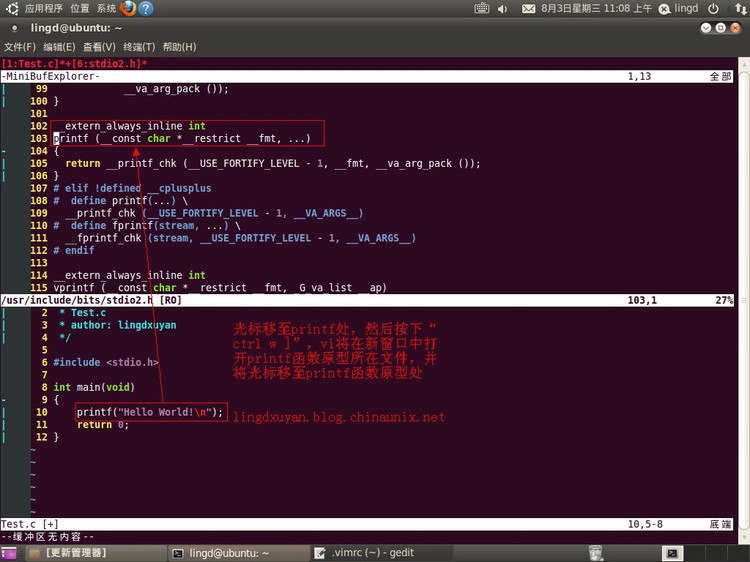 应用程序 位置 系统 8月3日星期三 11:08 上午 lingd
lingd@ubuntu: ~
文件(F) 编辑(E) 查看(V) 终端(T) 帮助(H)
[1:Test.c]*+[6:stdio2.h]*
-MiniBufExplorer- 1,13 全部
| 99 __va_arg_pack ());
| 100 }
101
102 __extern_always_inline int
103 printf (__const char *__restrict __fmt, ...)
- 104 {
| 105 return __printf_chk (__USE_FORTIFY_LEVEL - 1, __fmt, __va_arg_pack ());
| 106 }
107 # elif !defined __cplusplus
108 # define printf(...) \
109 __printf_chk (__USE_FORTIFY_LEVEL - 1, __VA_ARGS__)
110 # define fprintf(stream, ...) \
111 __fprintf_chk (stream, __USE_FORTIFY_LEVEL - 1, __VA_ARGS__)
112 # endif
113
114 __extern_always_inline int
115 vprintf (__const char *__restrict __fmt, _G_va_list __ap)
/usr/include/bits/stdio2.h [RO] 103,1 27%
| 2 * Test.c
| 3 * author: lingdxuyan
| 4 */
5
6 #include <stdio.h>
7
8 int main(void)
- 9 {
| 10 printf("Hello World!\n");
| 11 return 0;
| 12 }
光标移至printf处，然后按下“
ctrl w ]”,vi将在新窗口中打
开printf函数原型所在文件，并
将光标移至printf函数原型处
lingdxuyan.blog.chinaunix.net
~
~
~
~
~
~
Test.c [+] 10,5-8 底端
--缓冲区无内容--
[更新管理器] lingd@ubuntu: ~ .vimrc (~) - gedit